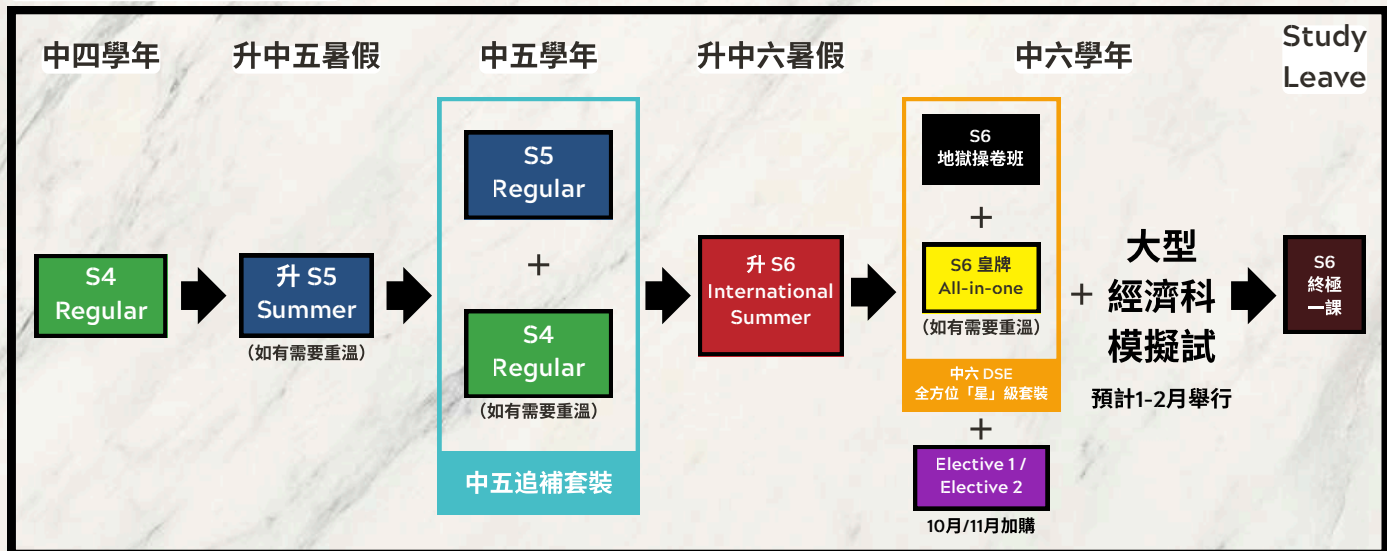 中四學年
升中五暑假
中五學年
升中六暑假
中六學年
Study
Leave
S4
Regular
升 S5
Summer
(如有需要重溫)
S5
Regular
+
S4
Regular
(如有需要重溫)
中五追補套裝
升 S6
International
Summer
S6
地獄操卷班
+
S6 皇牌
All-in-one
(如有需要重溫)
中六 DSE
全方位「星」級套裝
+
Elective 1 /
Elective 2
10月/11月加購
+
大型
經濟科
模擬試
預計1-2月舉行
S6
終極
一課